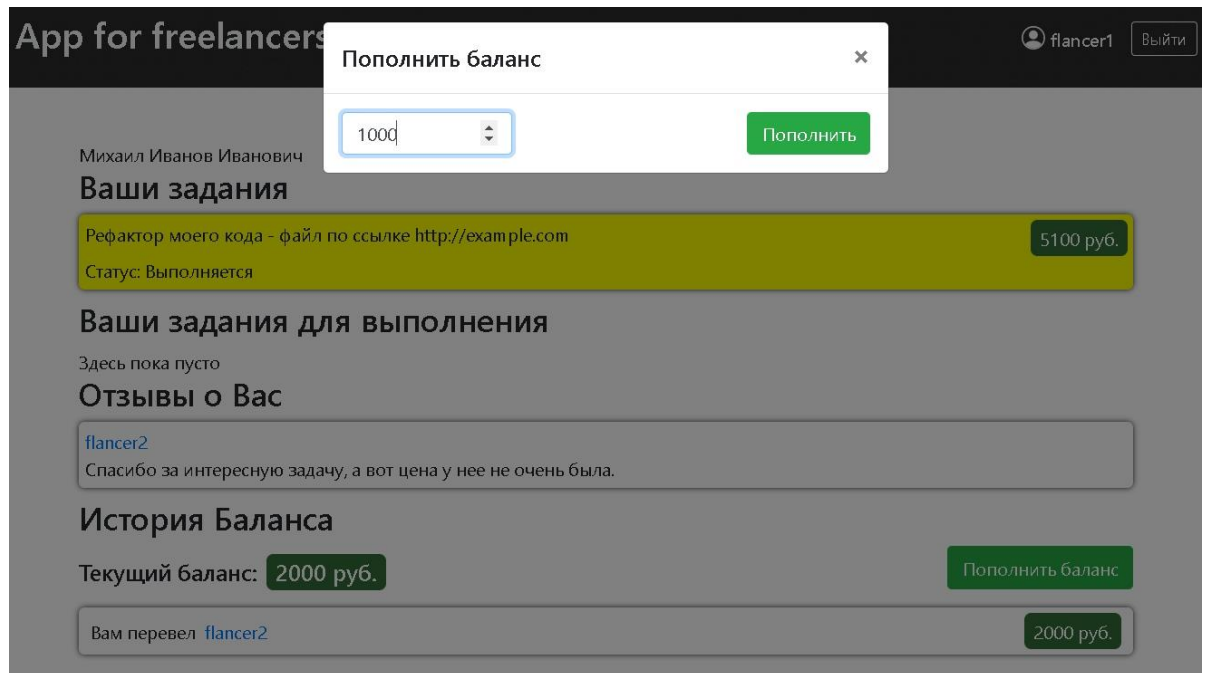 App for freelancers
flancer1
Выйти
Пополнить баланс
×
1000
Пополнить
Михаил Иванов Иванович
Ваши задания
Рефактор моего кода - файл по ссылке http://example.com
5100 руб.
Статус: Выполняется
Ваши задания для выполнения
Здесь пока пусто
Отзывы о Вас
flancer2
Спасибо за интересную задачу, а вот цена у нее не очень была.
История Баланса
Текущий баланс: 2000 руб.
Пополнить баланс
Вам перевел flancer2
2000 руб.